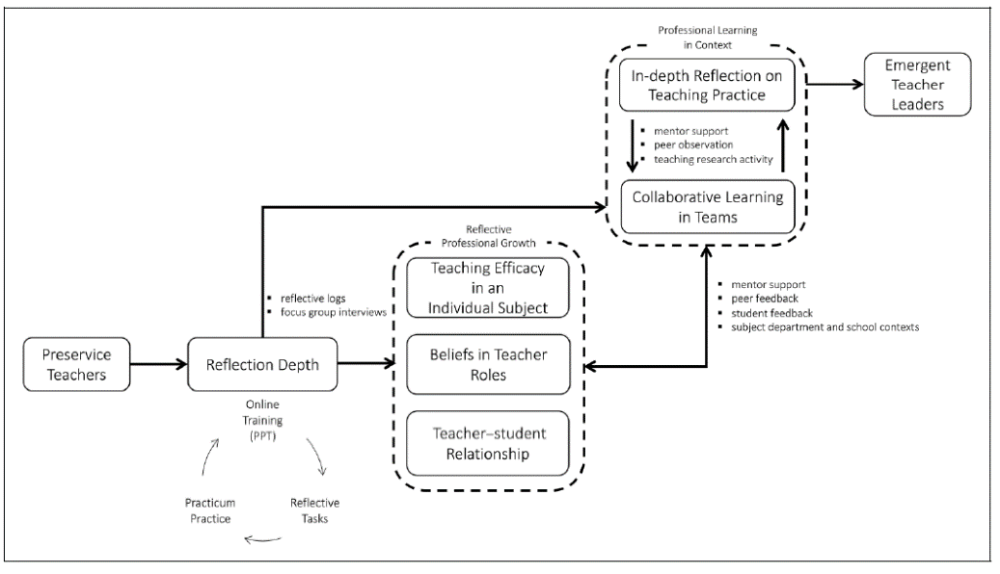 Professional Learning
in Context
In-depth Reflection on
Teaching Practice
Emergent
Teacher
Leaders
▪ mentor support
▪ peer observation
▪ teaching research activity
Collaborative Learning
in Teams
Reflective
Professional Growth
Teaching Efficacy
in an
Individual Subject
▪ reflective logs
▪ focus group interviews
▪ mentor support
▪ peer feedback
▪ student feedback
▪ subject department and school contexts
Preservice
Teachers
Reflection Depth
Beliefs in Teacher
Roles
Teacher–student
Relationship
Online
Training
(PPT)
Practicum
Practice
Reflective
Tasks